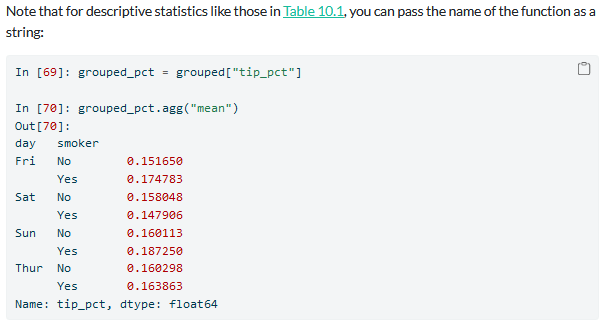 Note that for descriptive statistics like those in Table 10.1, you can pass the name of the function as a
string:
In [69]: grouped_pct = grouped["tip_pct"]
In [70]: grouped_pct.agg("mean")
Out[70]:
day   smoker
Fri   No        0.151650
      Yes       0.174783
Sat   No        0.158048
      Yes       0.147906
Sun   No        0.160113
      Yes       0.187250
Thur  No        0.160298
      Yes       0.163863
Name: tip_pct, dtype: float64